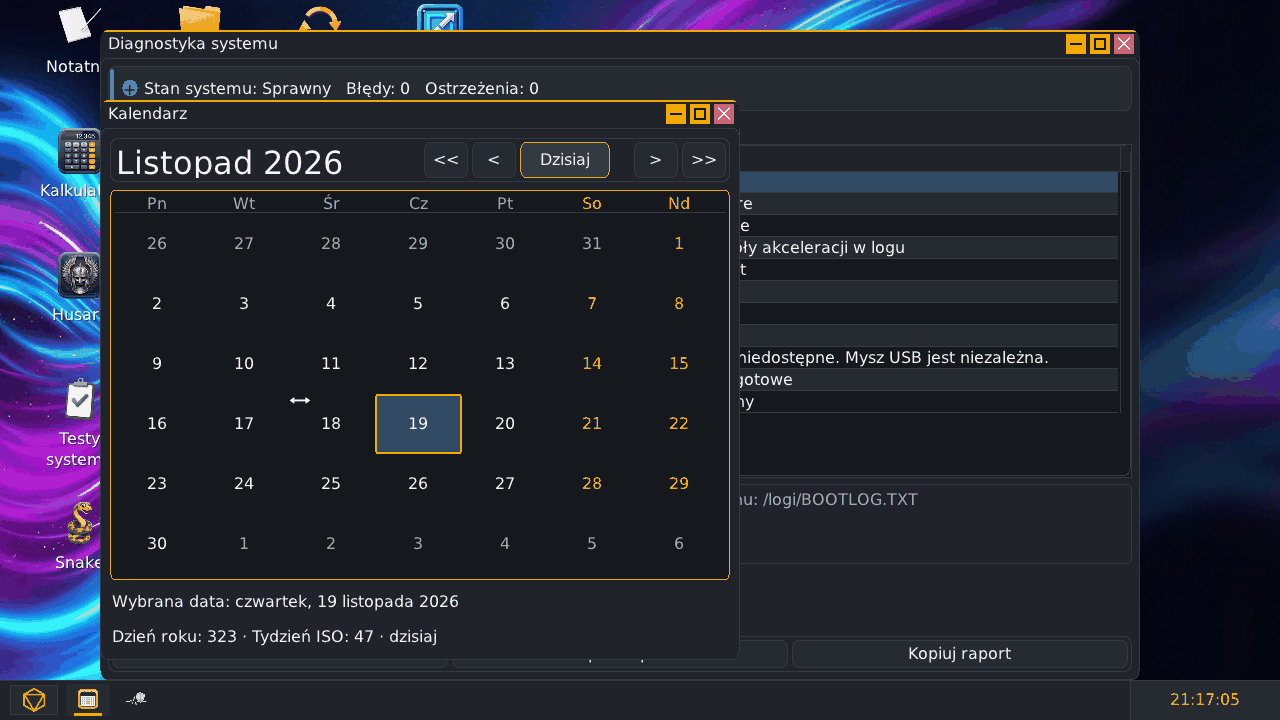 Notatn
Diagnostyka systemu
Stan systemu: Sprawny Błędy: 0 Ostrzeżenia: 0
Kalendarz
Listopad 2026
<< < Dzisiaj > >>
Pn Wt Śr Cz Pt So Nd
26 27 28 29 30 31 1
2 3 4 5 6 7 8
9 10 11 12 13 14 15
16 17 18 19 20 21 22
23 24 25 26 27 28 29
30 1 2 3 4 5 6
Wybrana data: czwartek, 19 listopada 2026
Dzień roku: 323 · Tydzień ISO: 47 · dzisiaj
re
e
ły akceleracji w logu
t
niedostępne. Mysz USB jest niezależna.
gotowe
ny
nu: /logi/BOOTLOG.TXT
Kopiuj raport
12,345
Kalkulat
Husar
Testy
system
Snake
21:17:05